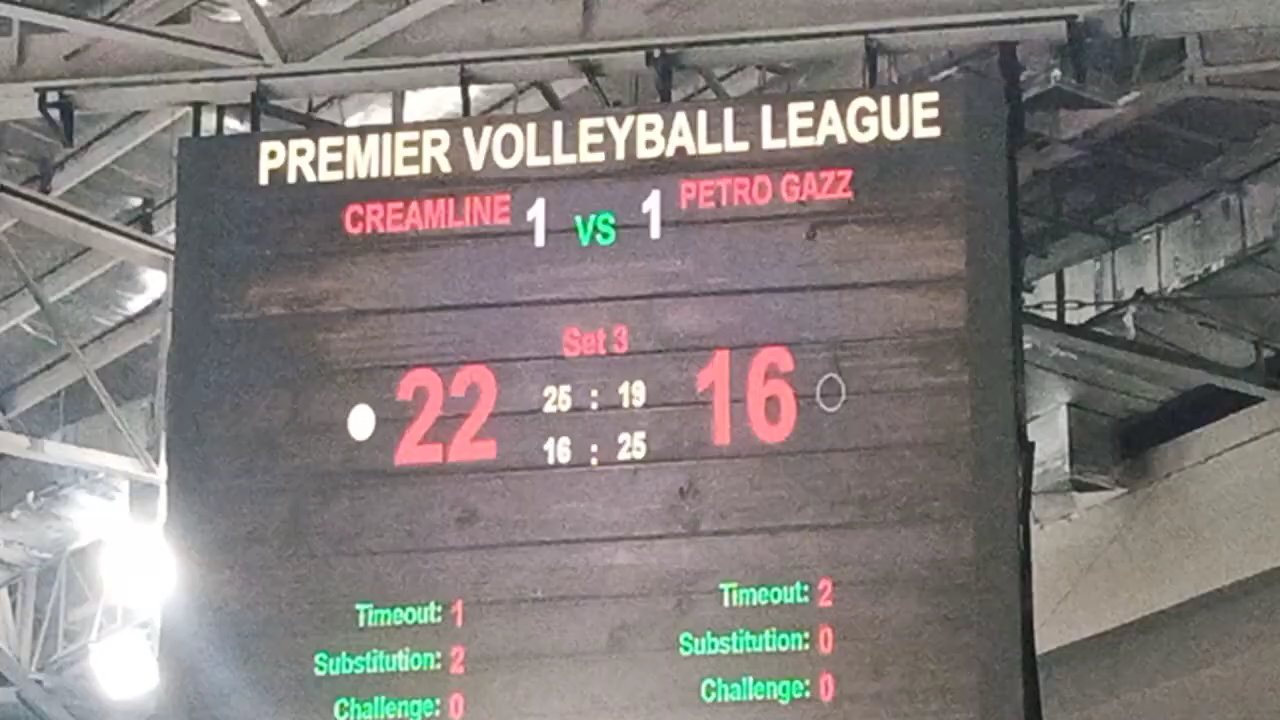 PREMIER VOLLEYBALL LEAGUE
CREAMLINE 1 VS 1 PETRO GAZZ
Set 3
22 25 : 19 16
16 : 25
Timeout: 1 Timeout: 2
Substitution: 2 Substitution: 0
Challenge: 0 Challenge: 0